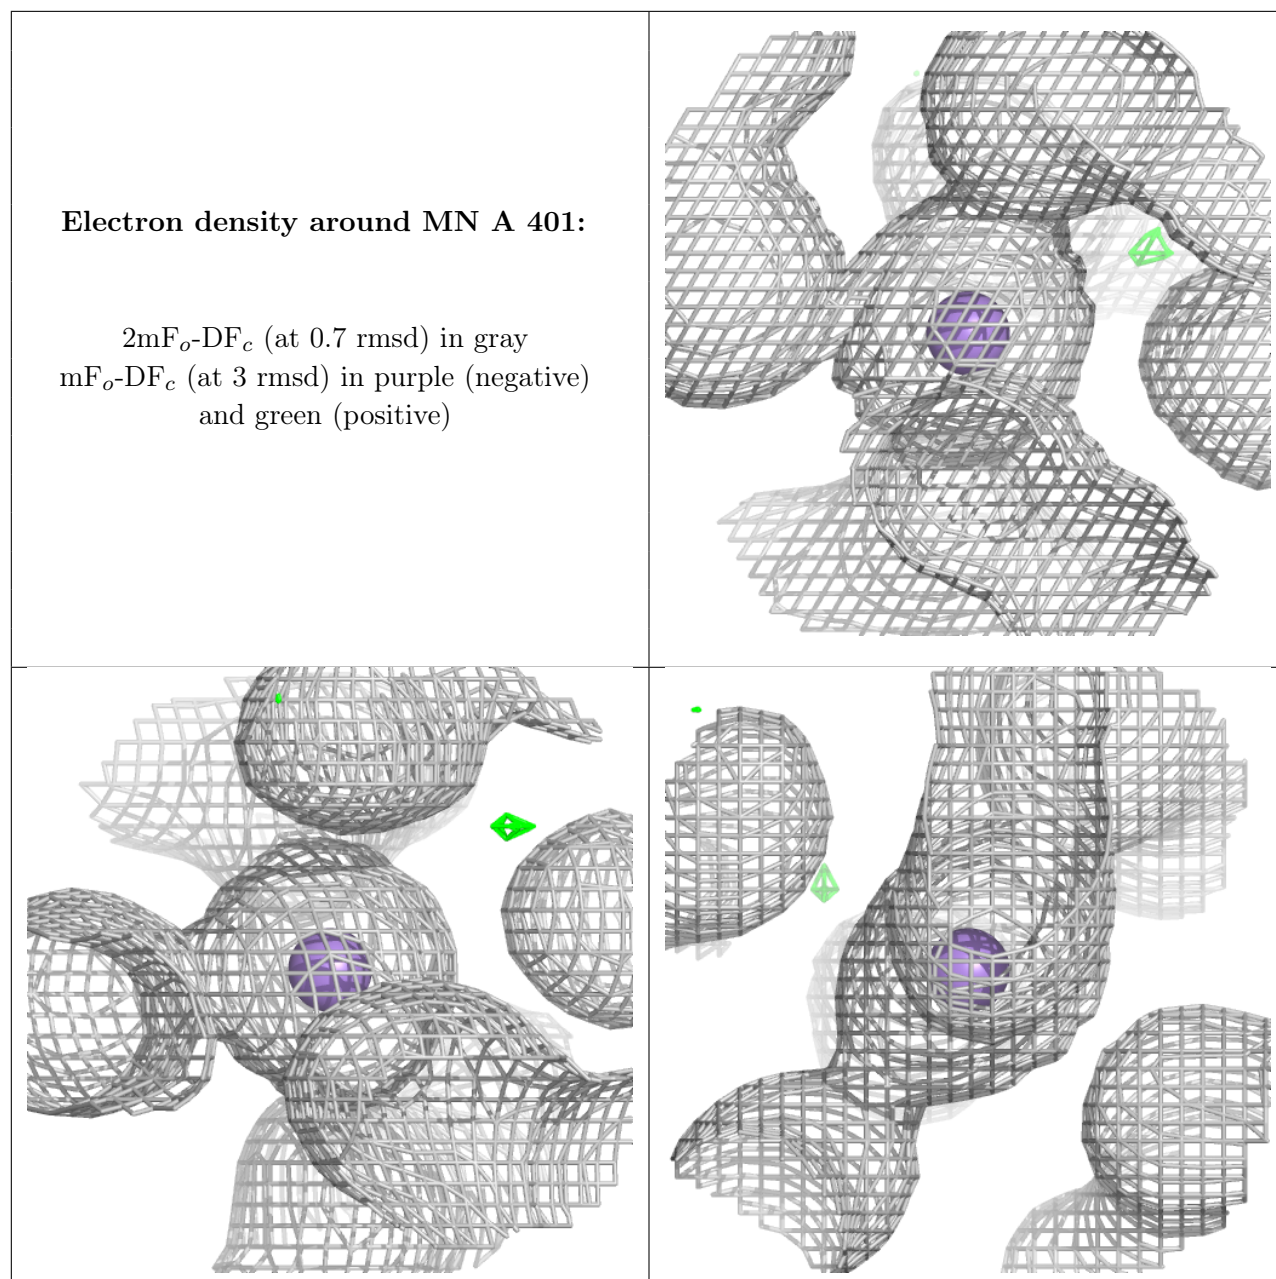 Electron density around MN A 401:
2mFo-DFc (at 0.7 rmsd) in gray
mFo-DFc (at 3 rmsd) in purple (negative)
and green (positive)